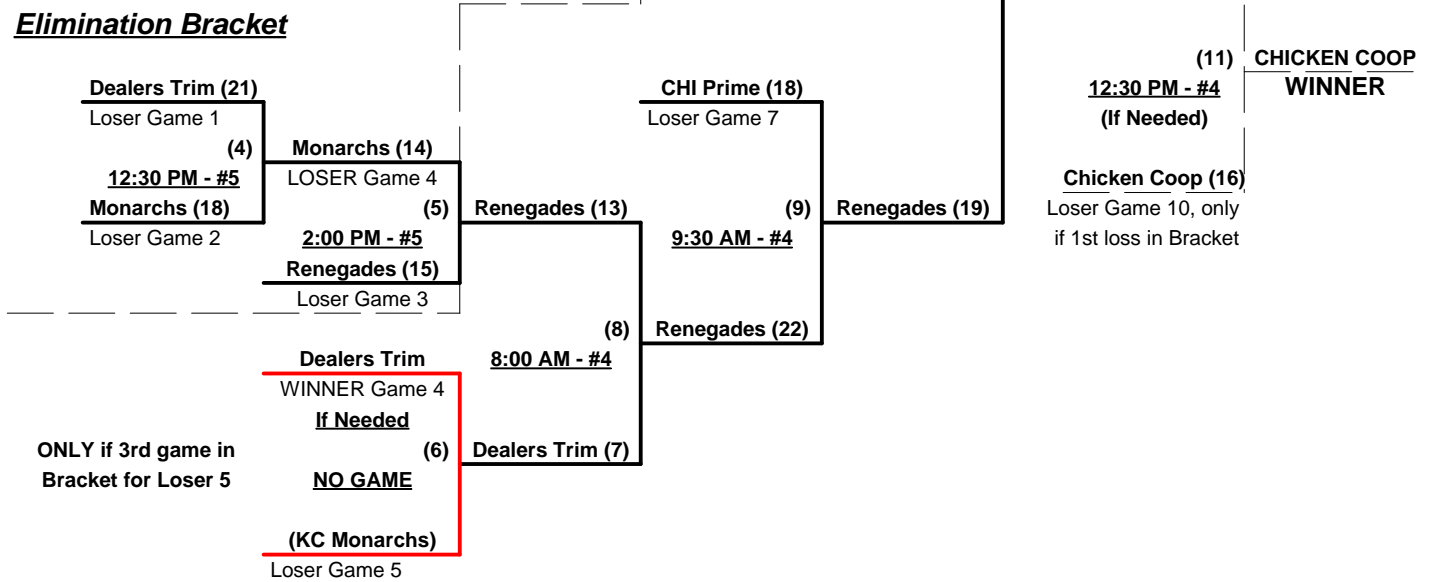 Elimination Bracket
Dealers Trim (21)
Loser Game 1
(4)
12:30 PM - #5
Monarchs (18)
Loser Game 2
Monarchs (14)
LOSER Game 4
(5)
2:00 PM - #5
Renegades (15)
Loser Game 3
Renegades (13)
(8)
8:00 AM - #4
Dealers Trim
WINNER Game 4
If Needed
(6)
NO GAME
(KC Monarchs)
Loser Game 5
ONLY if 3rd game in
Bracket for Loser 5
Dealers Trim (7)
CHI Prime (18)
Loser Game 7
(9)
9:30 AM - #4
Renegades (22)
Renegades (19)
(11)
12:30 PM - #4
(If Needed)
Chicken Coop (16)
Loser Game 10, only
if 1st loss in Bracket
CHICKEN COOP
WINNER